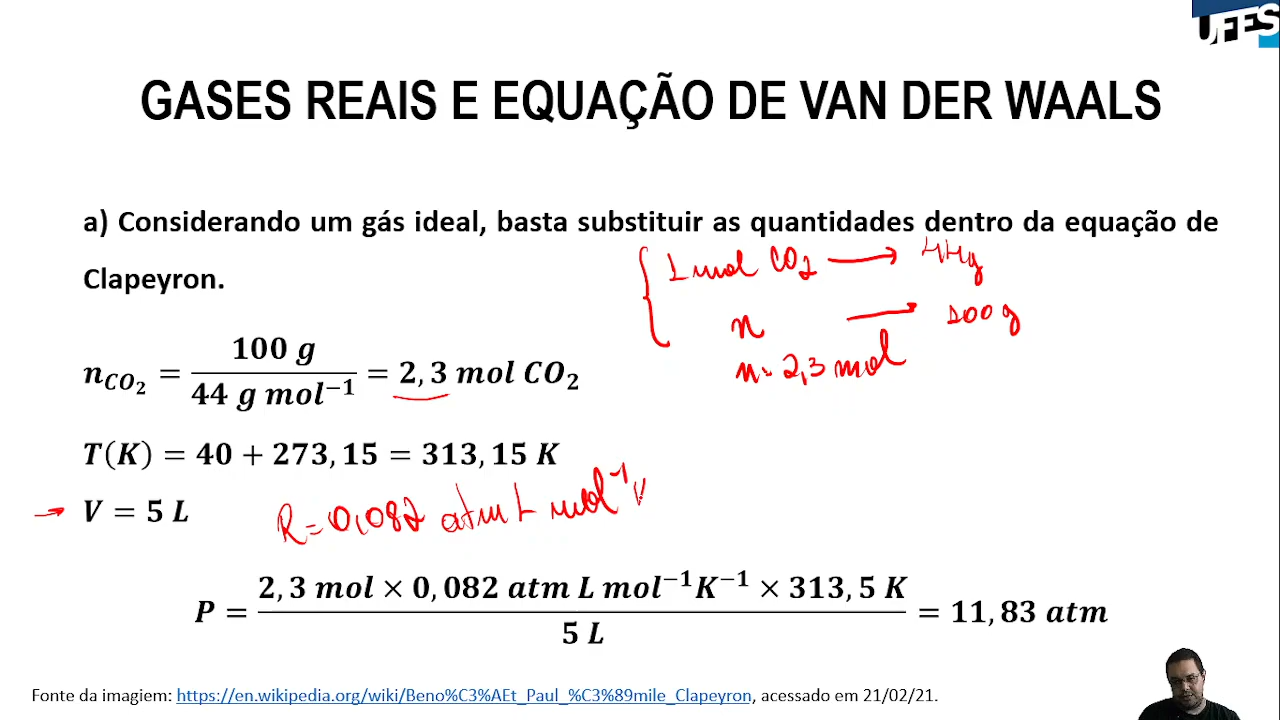 UFES
GASES REAIS E EQUAÇÃO DE VAN DER WAALS
a) Considerando um gás ideal, basta substituir as quantidades dentro da equação de
Clapeyron.
1 mol CO₂ → 44g
n → 100 g
n = 2,3 mol
n_{CO₂} = 100 g / 44 g mol⁻¹ = 2,3 mol CO₂
T(K) = 40 + 273,15 = 313,15 K
→ V = 5 L
R = 0,082 atm L mol⁻¹
P = 2,3 mol × 0,082 atm L mol⁻¹K⁻¹ × 313,5 K / 5 L = 11,83 atm
Fonte da imagiem: https://en.wikipedia.org/wiki/Beno%C3%AEt_Paul_%C3%89mile_Clapeyron, acessado em 21/02/21.